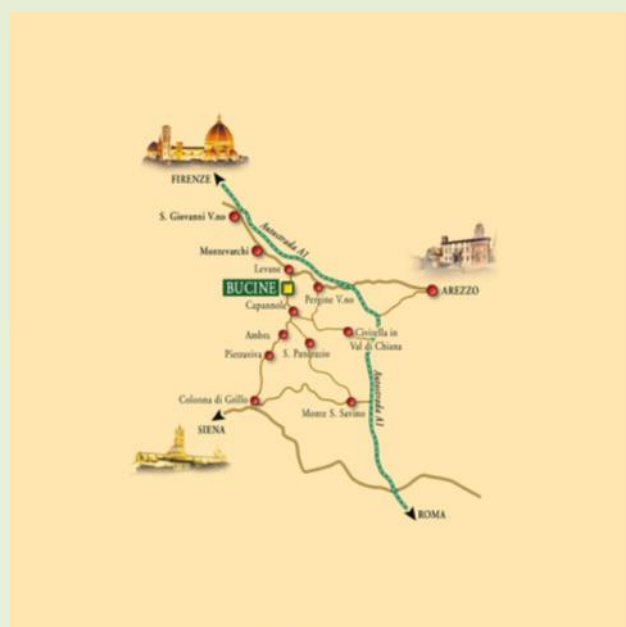 FIRENZE
S. Giovanni V.no
Autostrada A1
Montevarchi
Levane
BUCINE
Pergine V.no
AREZZO
Capannole
Ambra
Civitella in
Val di Chiana
Pietraviva
S. Pancrazio
Autostrada A1
Colonna di Grillo
Monte S. Savino
SIENA
ROMA